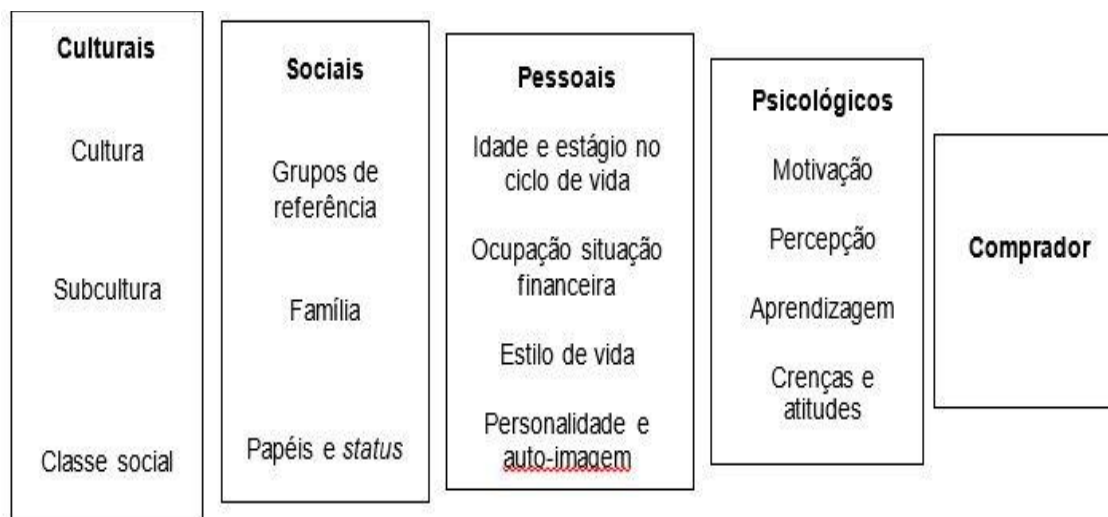 Culturais
Cultura
Subcultura
Classe social
Sociais
Grupos de
referência
Família
Papéis e status
Pessoais
Idade e estágio no
ciclo de vida
Ocupação situação
financeira
Estilo de vida
Personalidade e
auto-imagem
Psicológicos
Motivação
Percepção
Aprendizagem
Crenças e
atitudes
Comprador